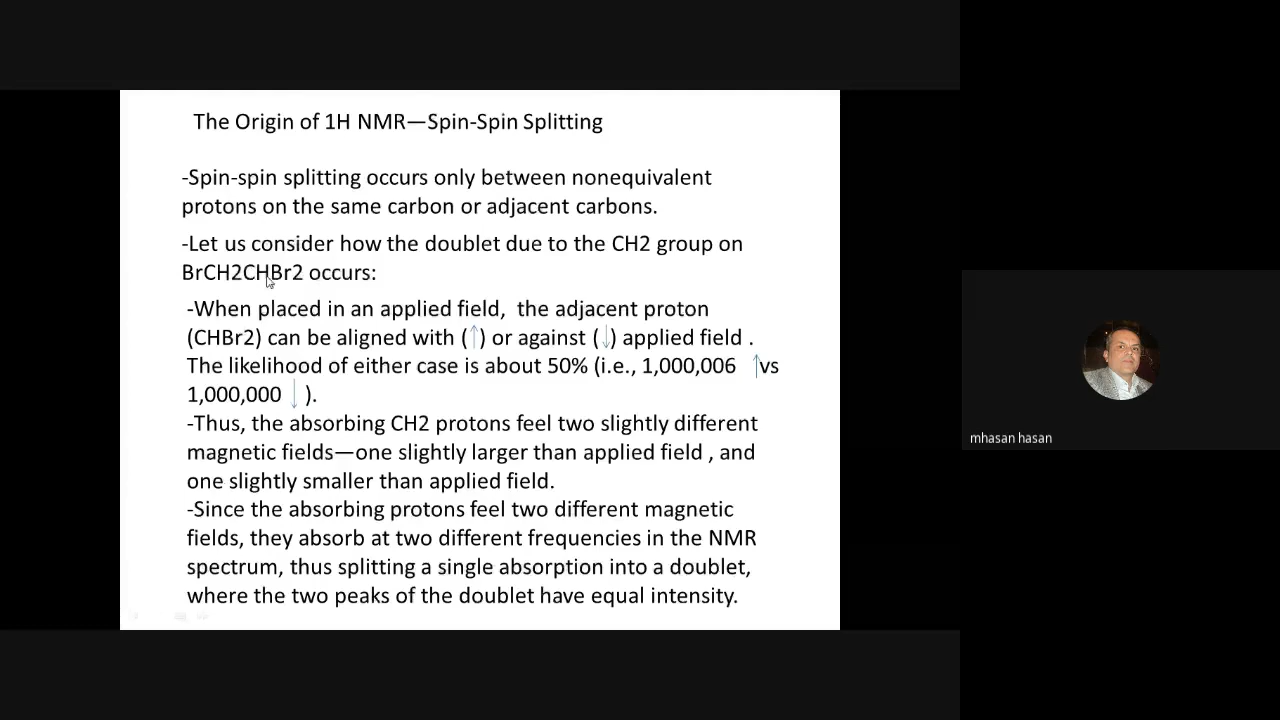 The Origin of 1H NMR—Spin-Spin Splitting
-Spin-spin splitting occurs only between nonequivalent
protons on the same carbon or adjacent carbons.
-Let us consider how the doublet due to the CH2 group on
BrCH2CHBr2 occurs:
-When placed in an applied field,  the adjacent proton
(CHBr2) can be aligned with (↑) or against (↓) applied field .
The likelihood of either case is about 50% (i.e., 1,000,006 ↑vs
1,000,000 ↓ ).
-Thus, the absorbing CH2 protons feel two slightly different
magnetic fields—one slightly larger than applied field , and
one slightly smaller than applied field.
-Since the absorbing protons feel two different magnetic
fields, they absorb at two different frequencies in the NMR
spectrum, thus splitting a single absorption into a doublet,
where the two peaks of the doublet have equal intensity.
mhasan hasan